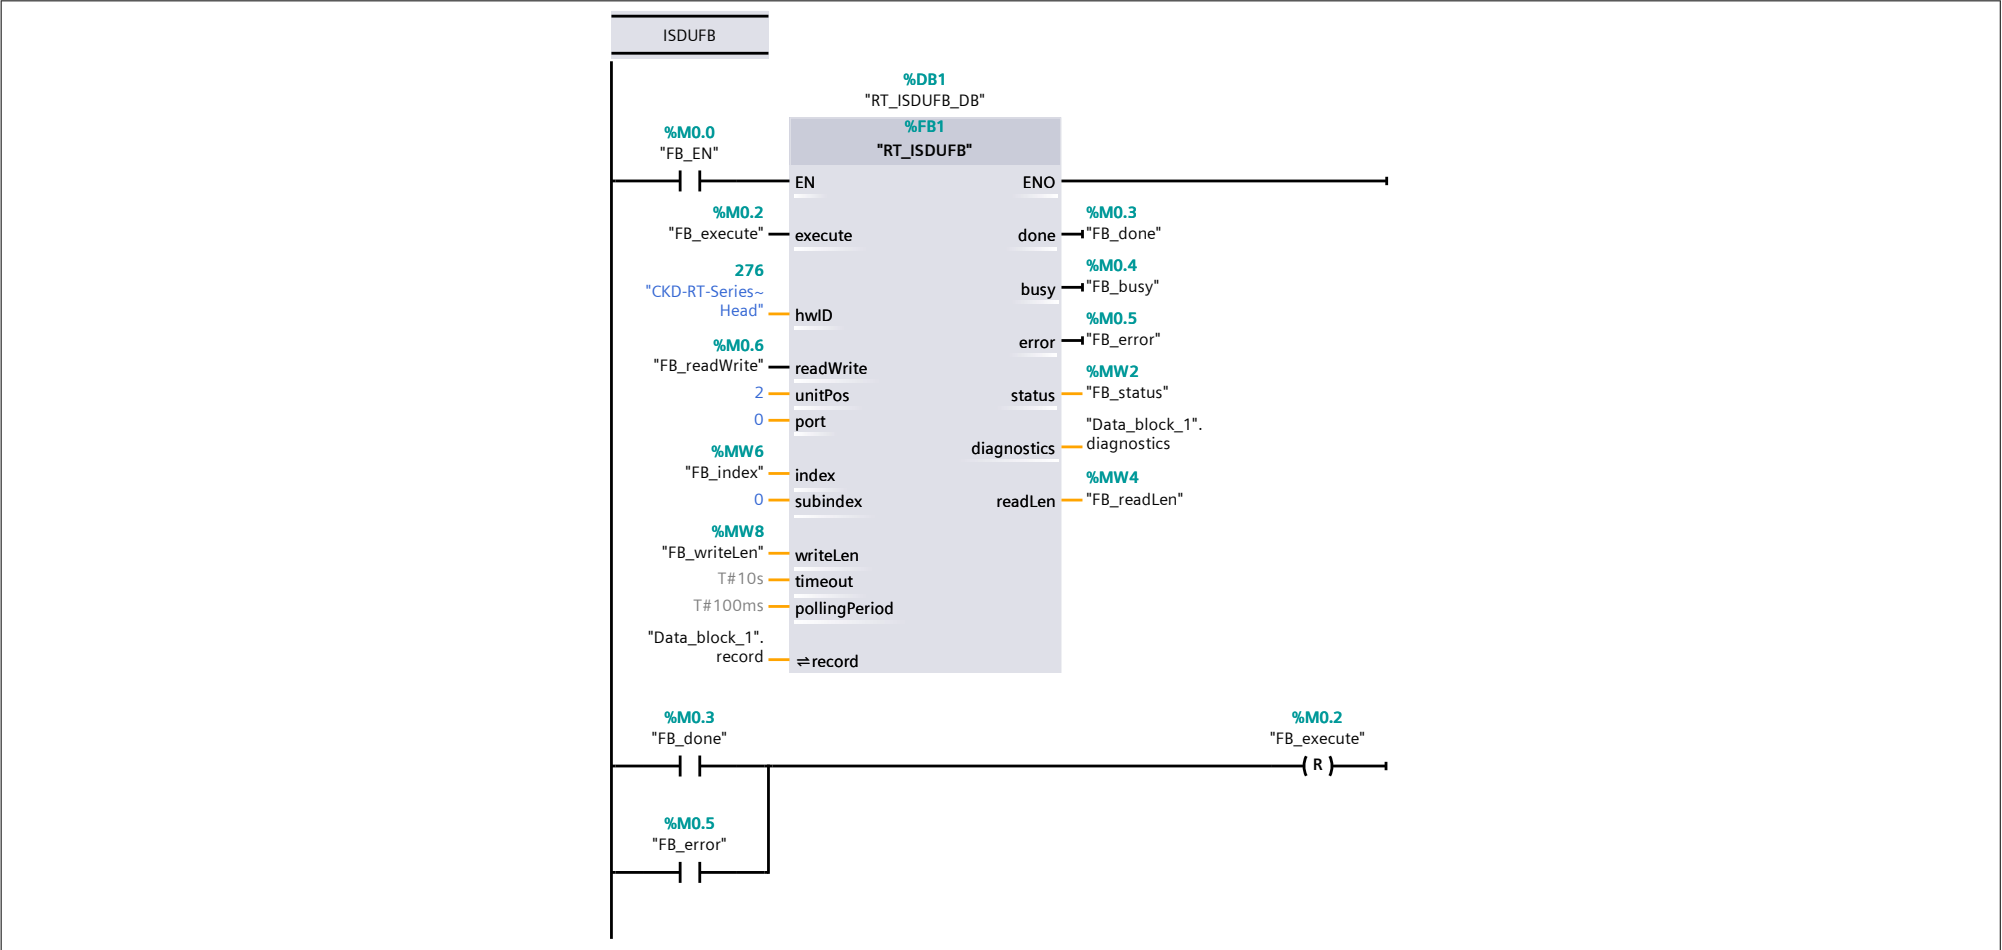 ISDUFB
%DB1
"RT_ISDUFB_DB"
%M0.0
"FB_EN"
%FB1
"RT_ISDUFB"
EN
ENO
%M0.2
"FB_execute"
execute
done
%M0.3
"FB_done"
276
"CKD-RT-Series~
Head"
hwID
busy
%M0.4
"FB_busy"
error
%M0.5
"FB_error"
%M0.6
"FB_readWrite"
readWrite
2
unitPos
status
%MW2
"FB_status"
0
port
diagnostics
"Data_block_1".
diagnostics
%MW6
"FB_index"
index
0
subindex
readLen
%MW4
"FB_readLen"
%MW8
"FB_writeLen"
writeLen
T#10s
timeout
T#100ms
pollingPeriod
"Data_block_1".
record
⇌record
%M0.3
"FB_done"
%M0.2
"FB_execute"
R
%M0.5
"FB_error"